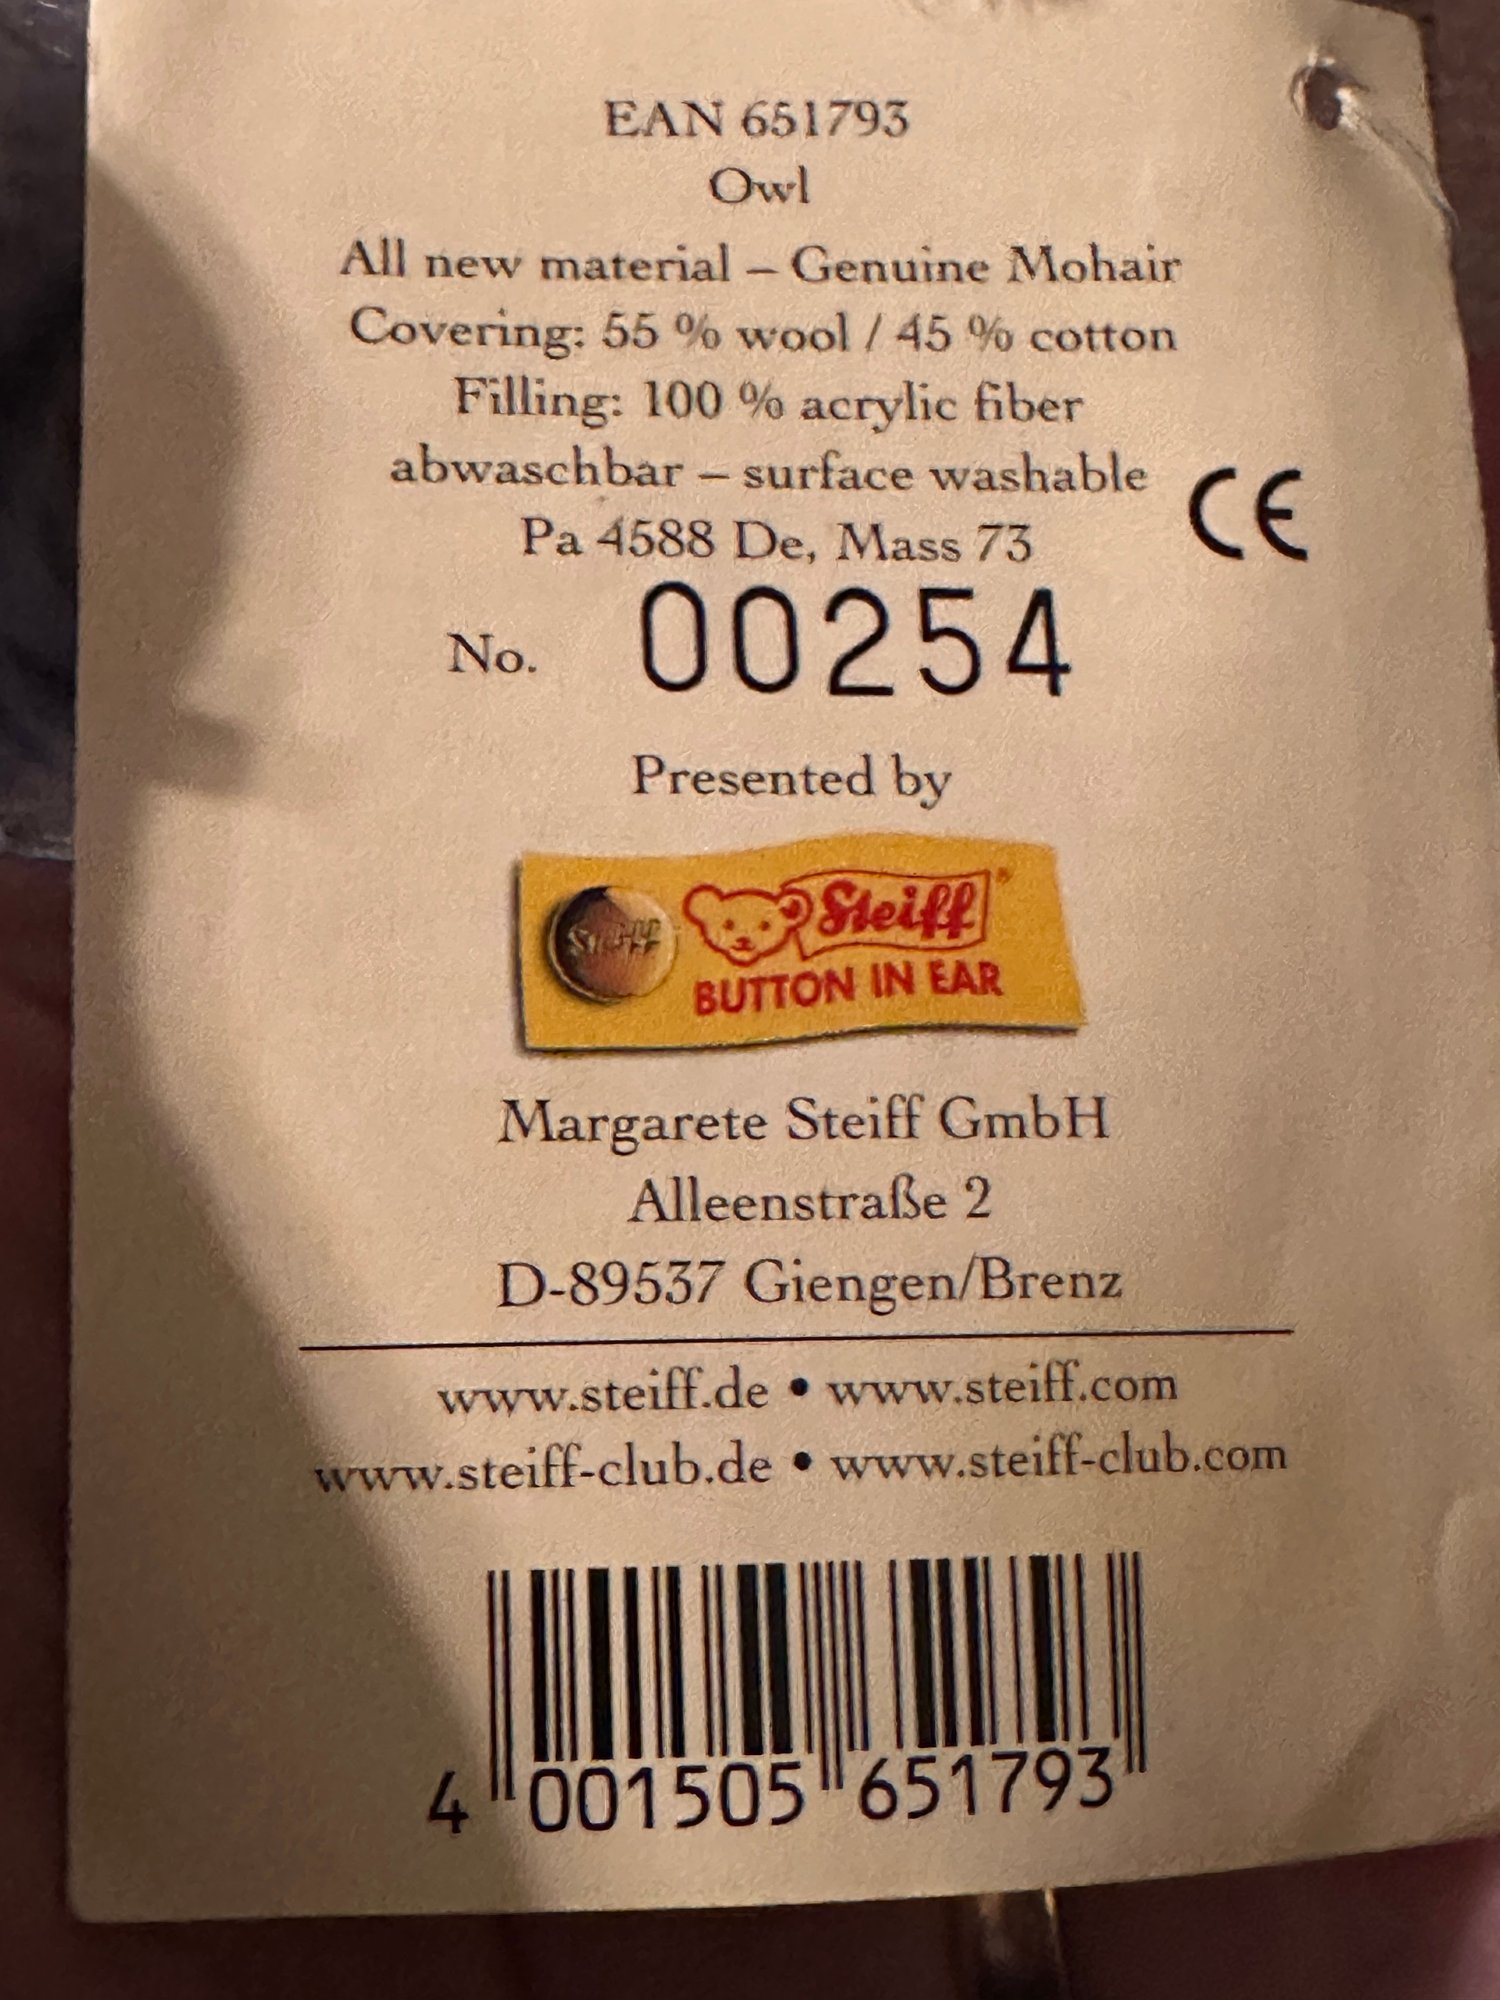 EAN 651793
Owl
All new material – Genuine Mohair
Covering: 55 % wool / 45 % cotton
Filling: 100 % acrylic fiber
abwaschbar – surface washable
CE
Pa 4588 De, Mass 73
No. 00254
Presented by
Steiff
Steiff
BUTTON IN EAR
Margarete Steiff GmbH
Alleenstraße 2
D-89537 Giengen/Brenz
www.steiff.de • www.steiff.com
www.steiff-club.de • www.steiff-club.com
4 001505 651793